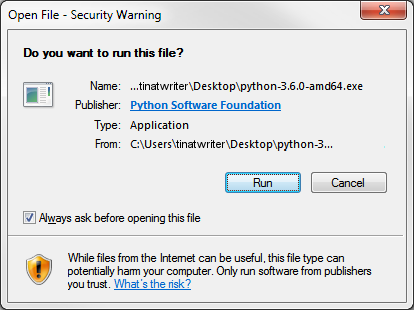 Open File - Security Warning
Do you want to run this file?
Name: ...tinatwriter\Desktop\python-3.6.0-amd64.exe
Publisher: Python Software Foundation
Type: Application
From: C:\Users\tinatwriter\Desktop\python-3...
Run Cancel
Always ask before opening this file
While files from the Internet can be useful, this file type can
potentially harm your computer. Only run software from publishers
you trust. What's the risk?